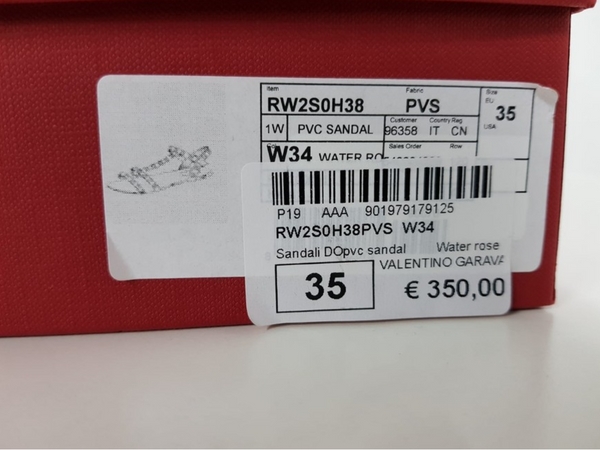 Item Fabric Size
RW2S0H38 PVS EU 35
1W PVC SANDAL Customer Country Reg USA
96358 IT CN
Sales Order Row
W34 WATER
P19 AAA 901979179125
RW2S0H38PVS W34
Sandali DOpvc sandal Water rose
VALENTINO GARAVA
35 € 350,00